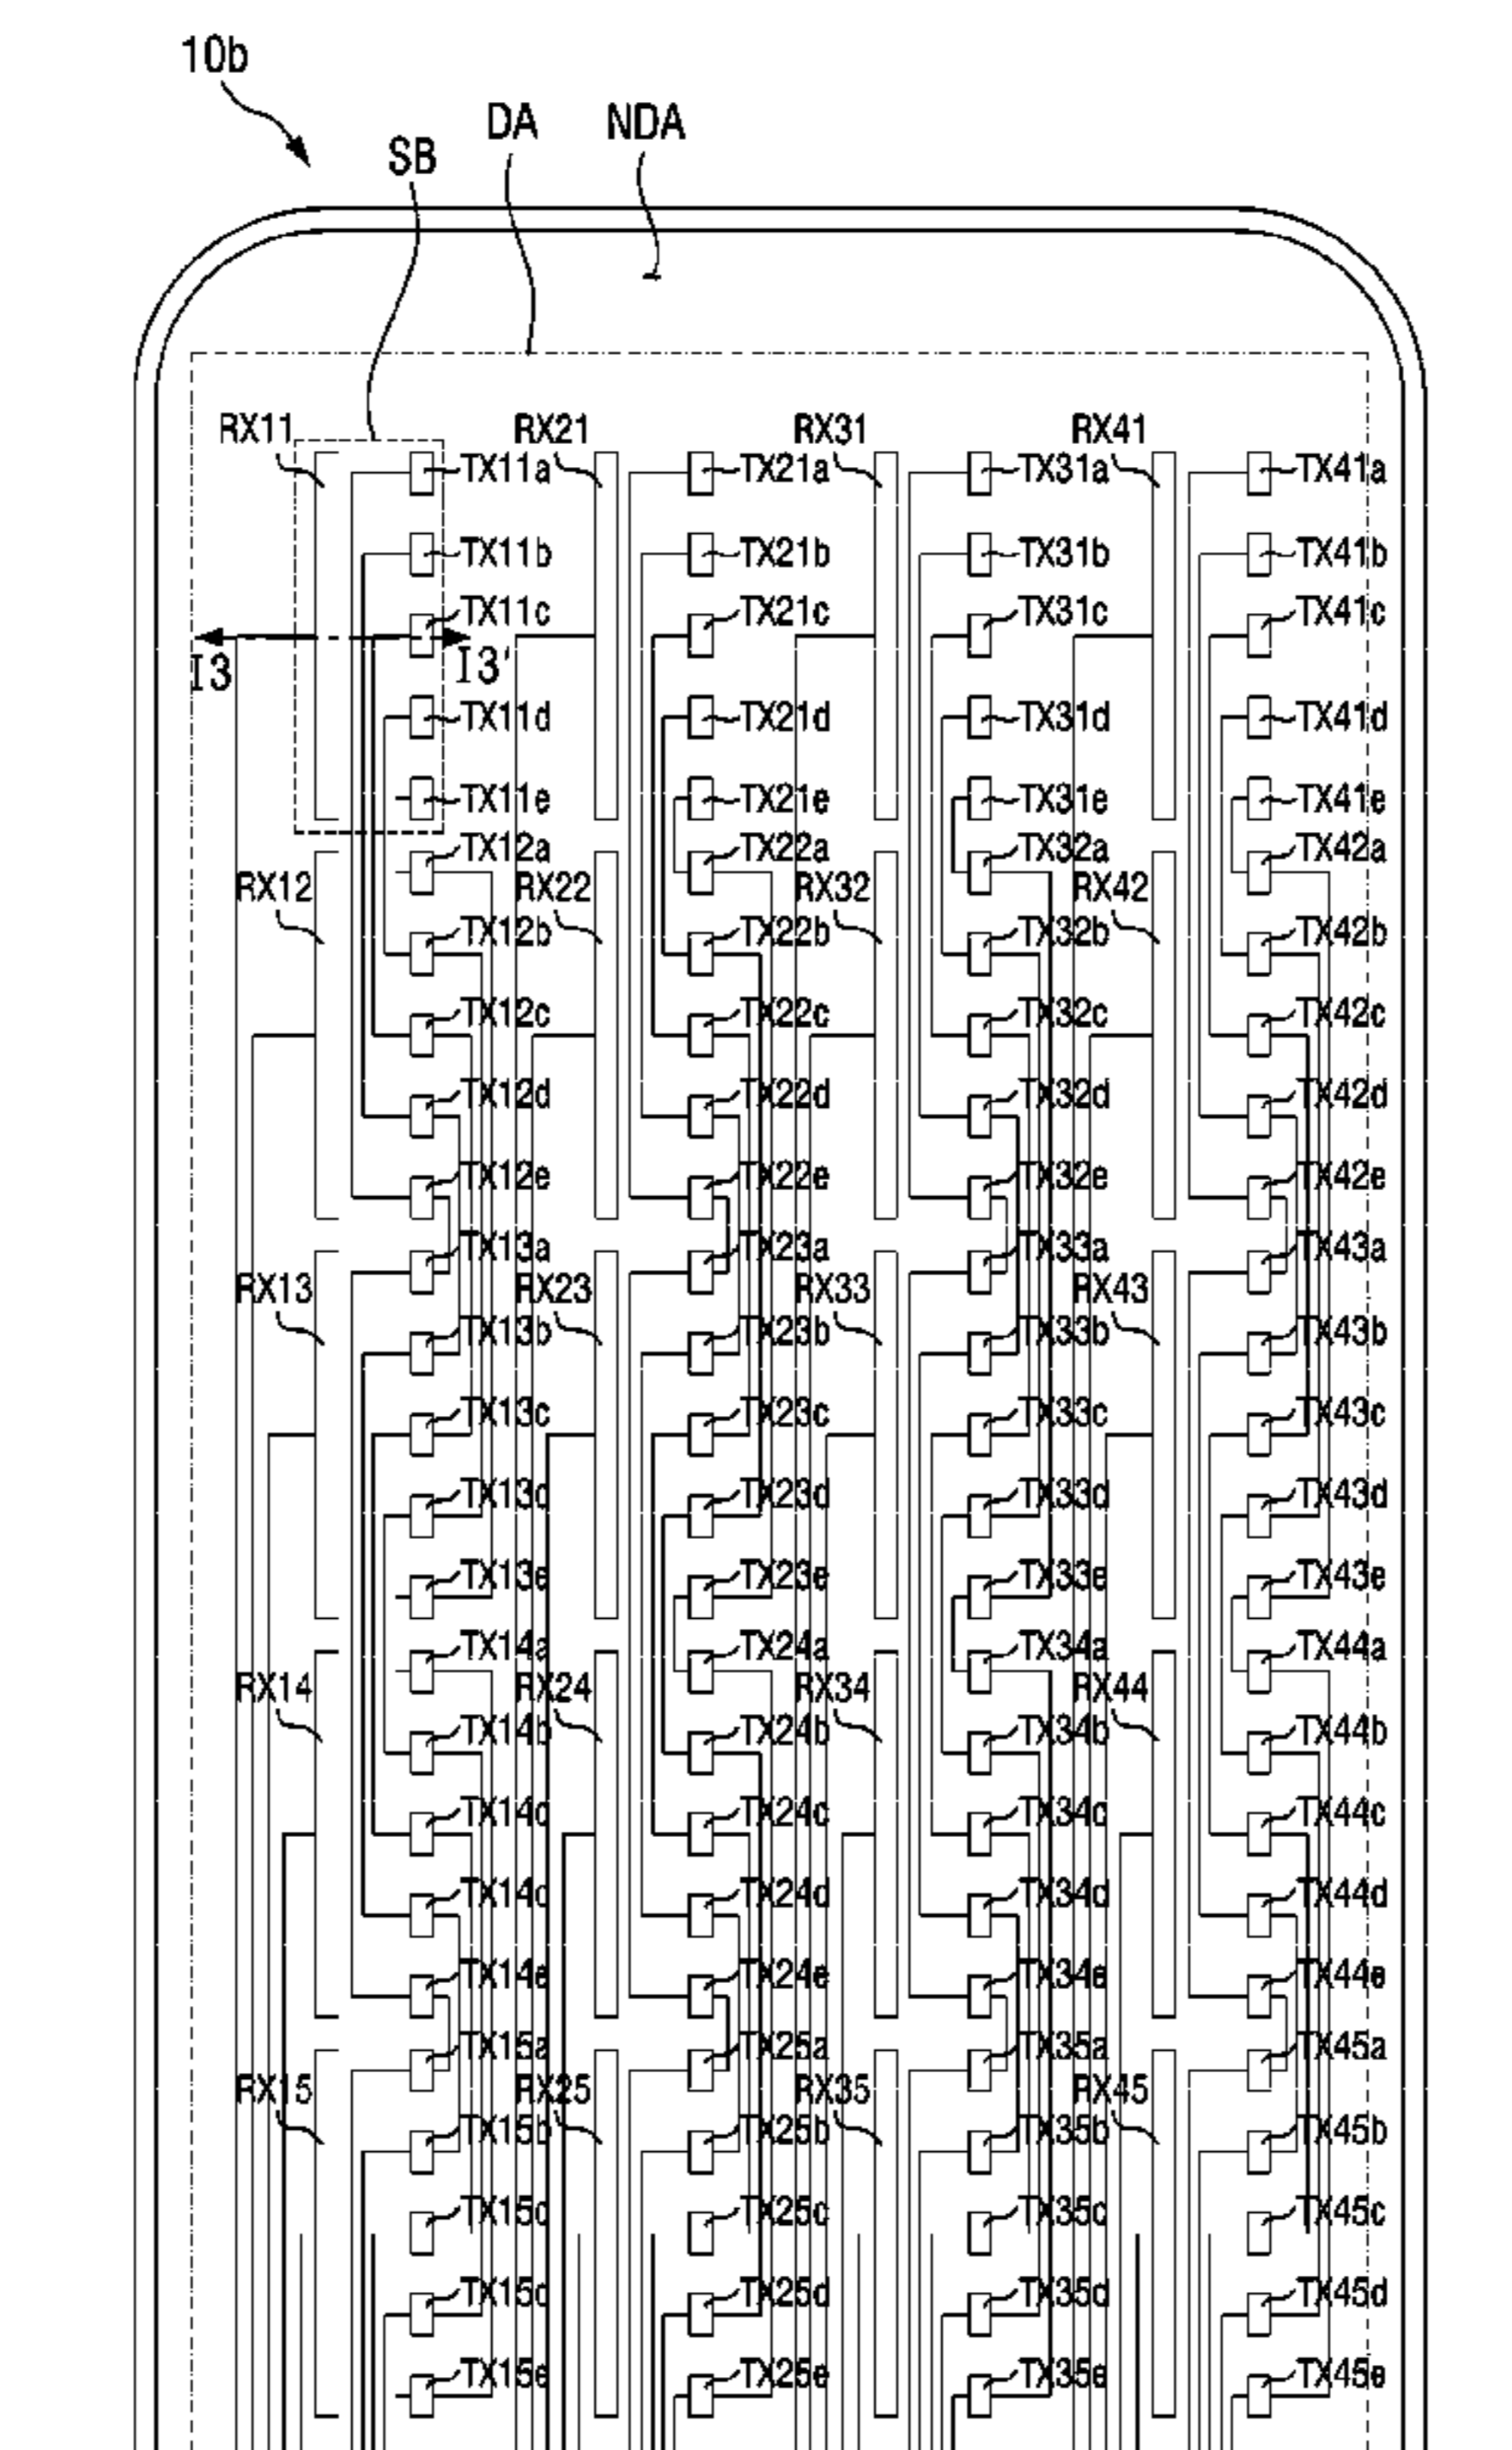 10b
DA NDA
SB
RX11 RX21 RX31 RX41
TX11a TX21a TX31a TX41a
TX11b TX21b TX31b TX41b
TX11c TX21c TX31c TX41c
I3 I3'
TX11d TX21d TX31d TX41d
TX11e TX21e TX31e TX41e
TX12a TX22a TX32a TX42a
RX12 RX22 RX32 RX42
TX12b TX22b TX32b TX42b
TX12c TX22c TX32c TX42c
TX12d TX22d TX32d TX42d
TX12e TX22e TX32e TX42e
TX13a TX23a TX33a TX43a
RX13 RX23 RX33 RX43
TX13b TX23b TX33b TX43b
TX13c TX23c TX33c TX43c
TX13d TX23d TX33d TX43d
TX13e TX23e TX33e TX43e
TX14a TX24a TX34a TX44a
RX14 RX24 RX34 RX44
TX14b TX24b TX34b TX44b
TX14c TX24c TX34c TX44c
TX14d TX24d TX34d TX44d
TX14e TX24e TX34e TX44e
TX15a TX25a TX35a TX45a
RX15 RX25 RX35 RX45
TX15b TX25b TX35b TX45b
TX15c TX25c TX35c TX45c
TX15d TX25d TX35d TX45d
TX15e TX25e TX35e TX45e